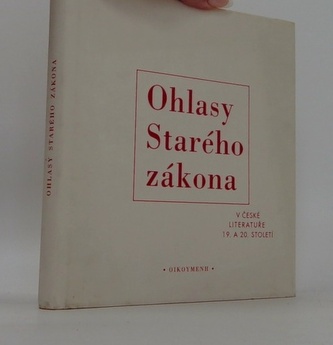 OHLASY STARÉHO ZÁKONA
Ohlasy
Starého
zákona
V ČESKÉ
LITERATUŘE
19. A 20. STOLETÍ
• OIKOYMENH •